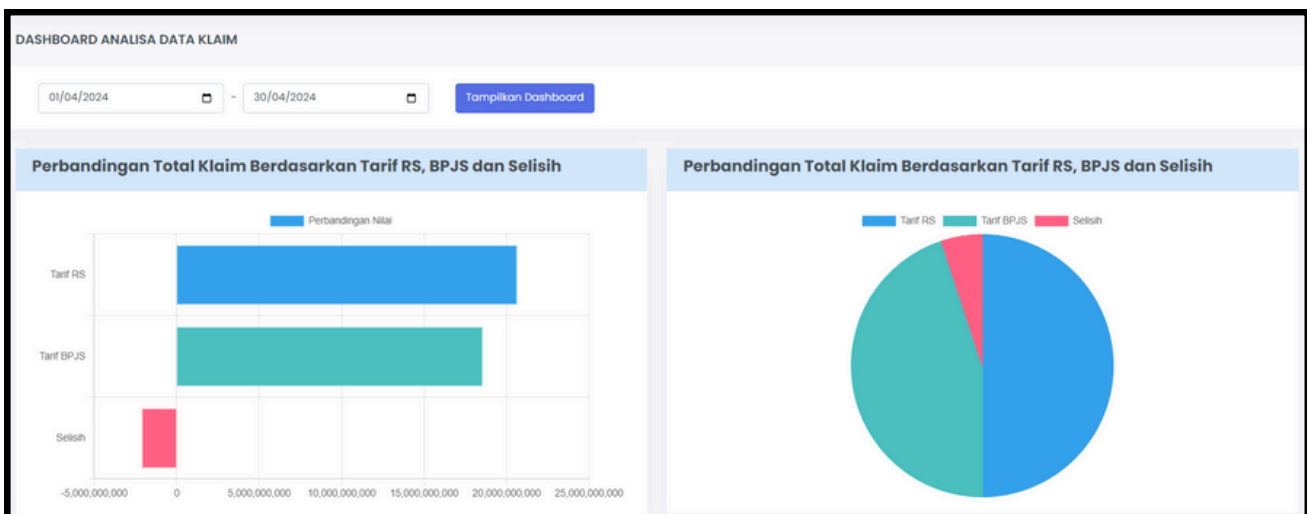 DASHBOARD ANALISA DATA KLAIM
01/04/2024 - 30/04/2024 Tampilkan Dashboard
Perbandingan Total Klaim Berdasarkan Tarif RS, BPJS dan Selisih
Perbandingan Nilai
Tarif RS
Tarif BPJS
Selisih
-5,000,000,000 0 5,000,000,000 10,000,000,000 15,000,000,000 20,000,000,000 25,000,000,000
Perbandingan Total Klaim Berdasarkan Tarif RS, BPJS dan Selisih
Tarif RS Tarif BPJS Selisih